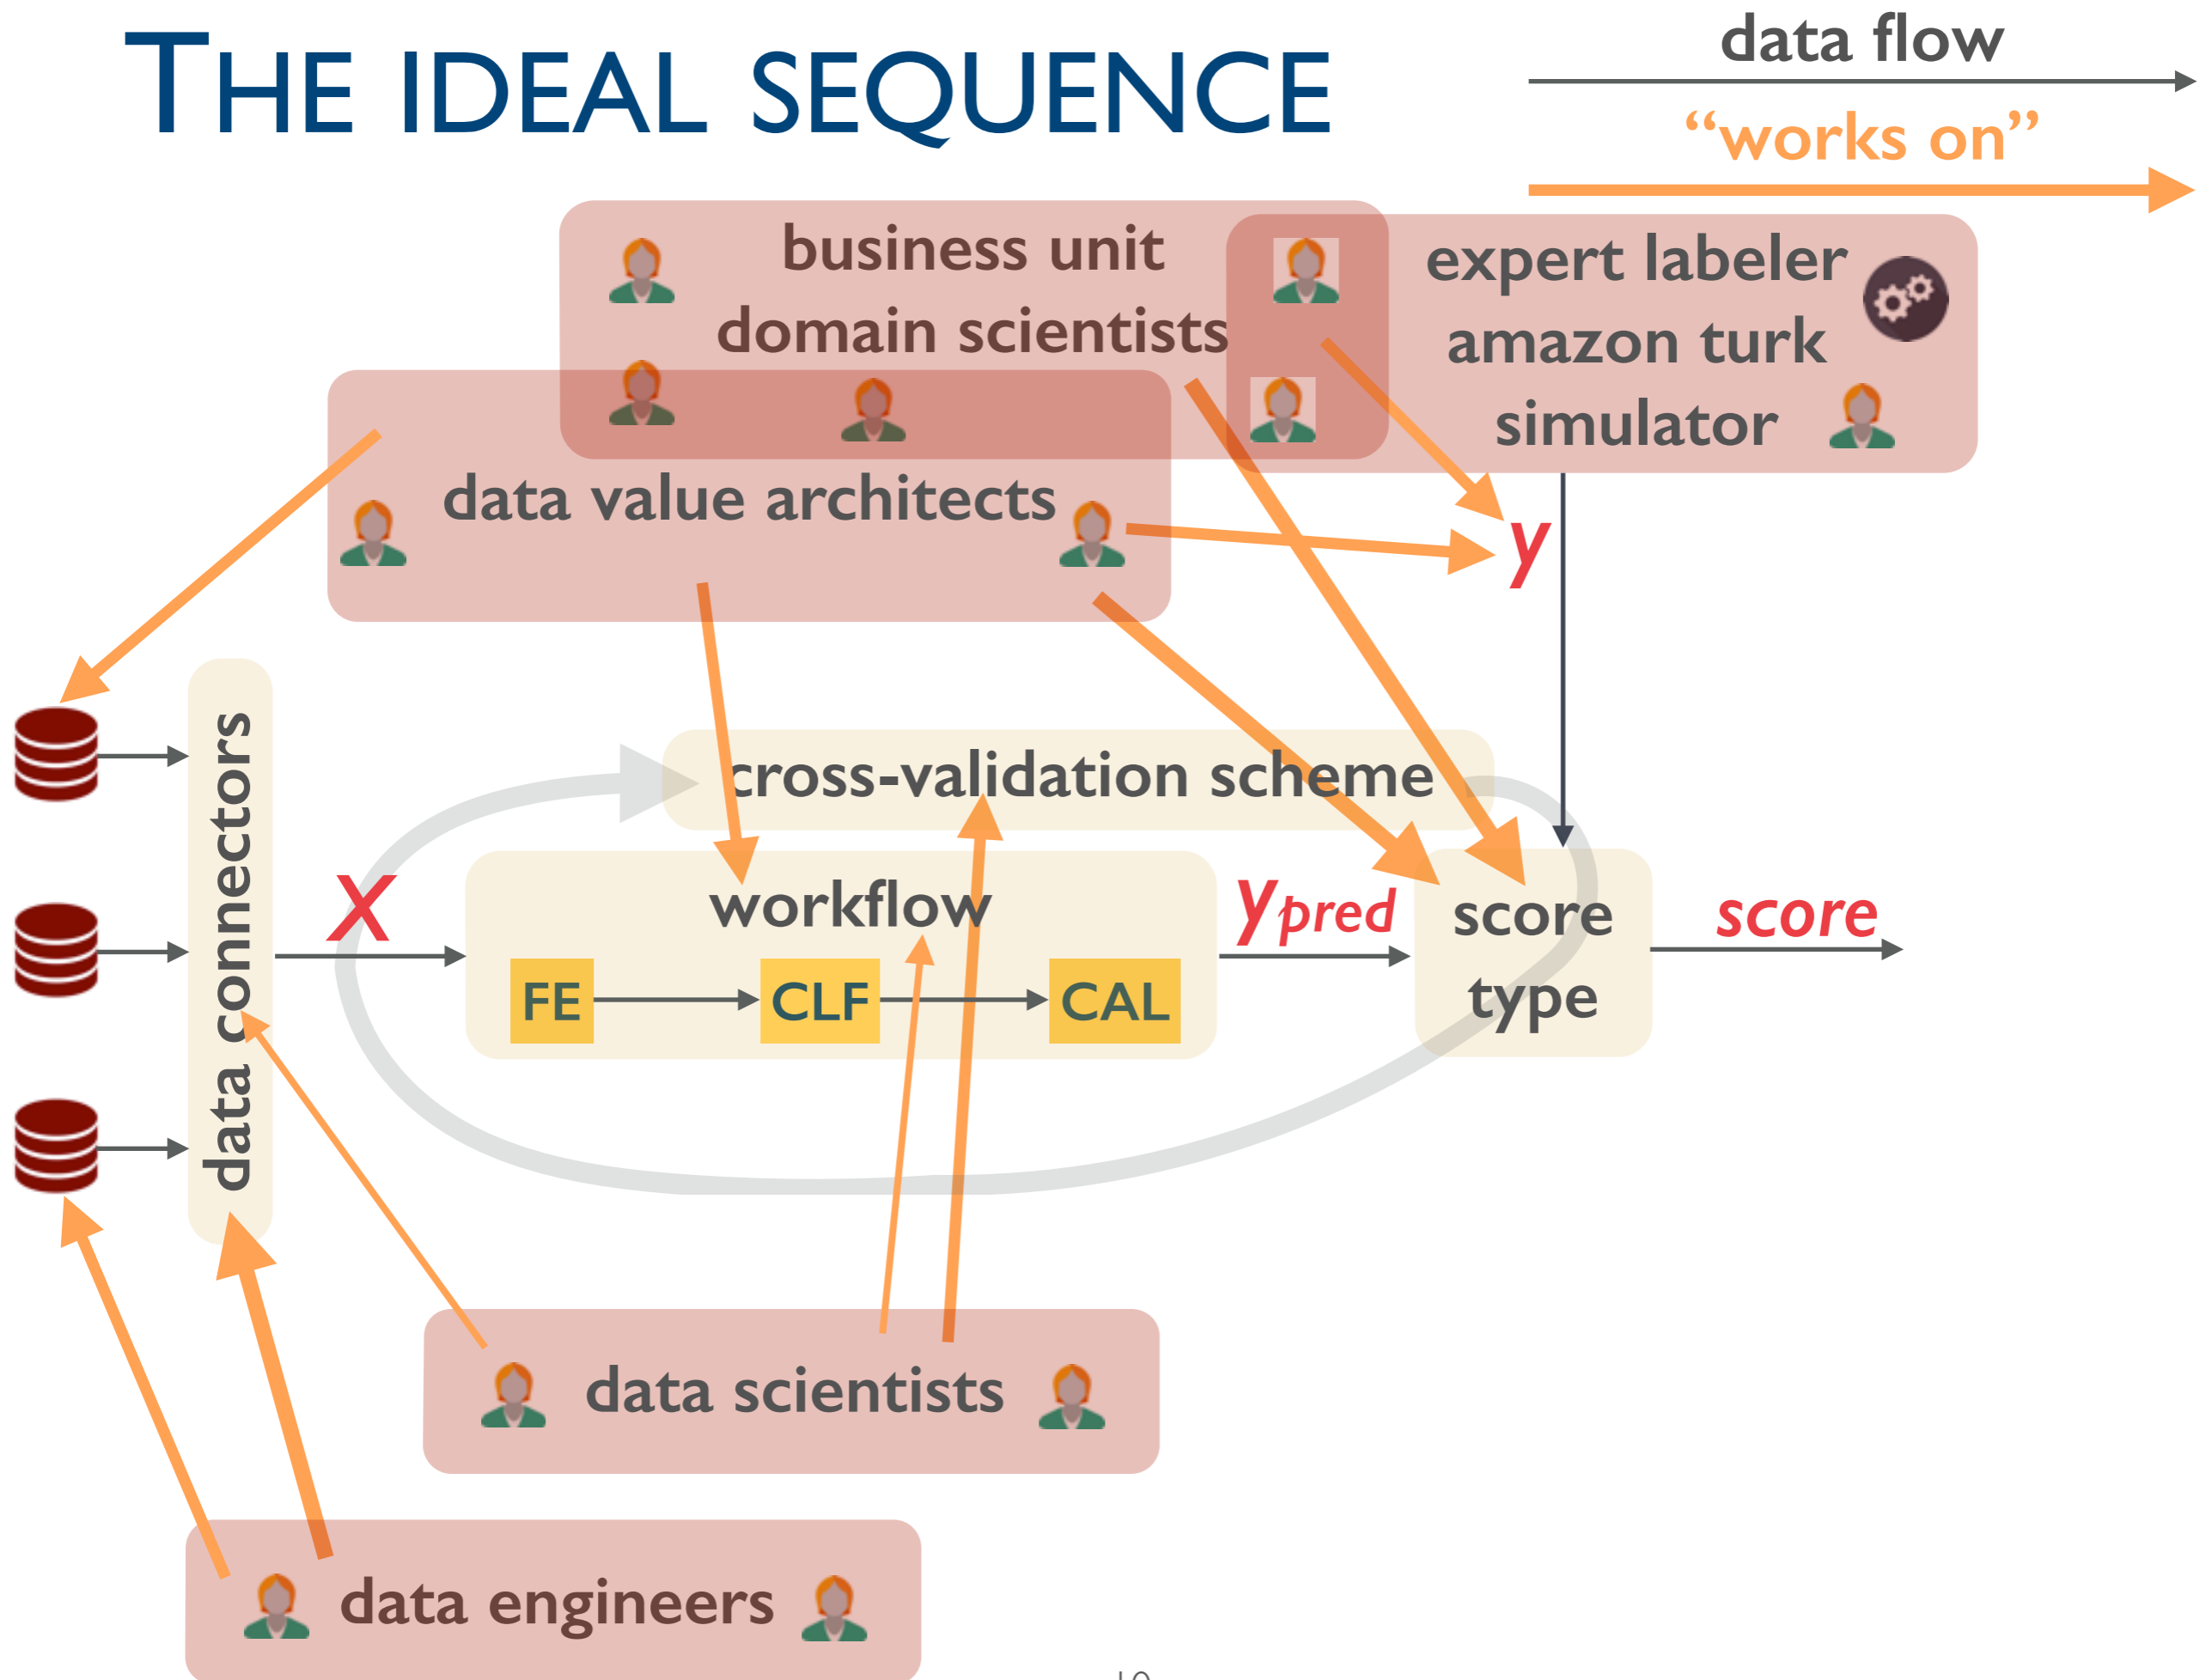 THE IDEAL SEQUENCE
data flow
“works on”
business unit
domain scientists
expert labeler
amazon turk
simulator
data value architects
y
data connectors
cross-validation scheme
X
workflow
FE
CLF
CAL
ypred
score
type
score
data scientists
data engineers